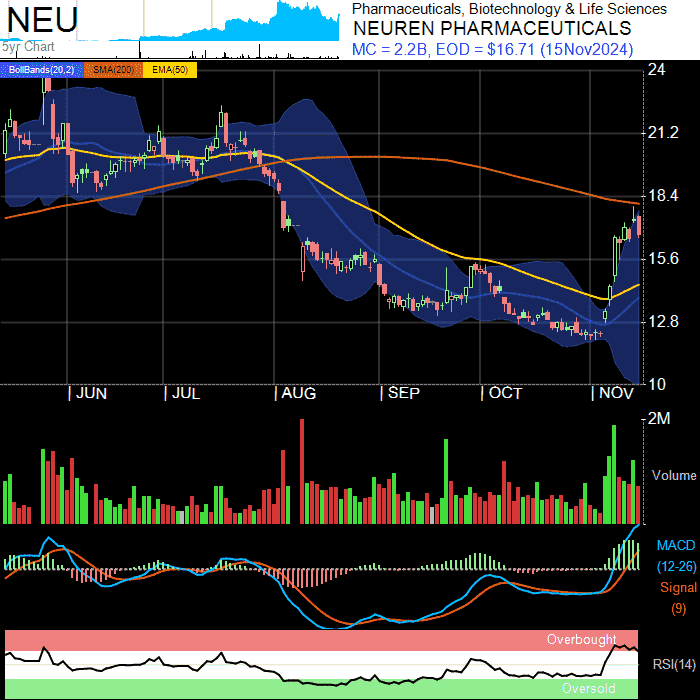 NEU
5yr Chart
Pharmaceuticals, Biotechnology & Life Sciences
NEUREN PHARMACEUTICALS
MC = 2.2B, EOD = $16.71 (15Nov2024)
BollBands(20,2) SMA(200) EMA(50)
24
21.2
18.4
15.6
12.8
10
JUN JUL AUG SEP OCT NOV
2M
Volume
MACD
(12-26)
Signal
(9)
Overbought
RSI(14)
Oversold